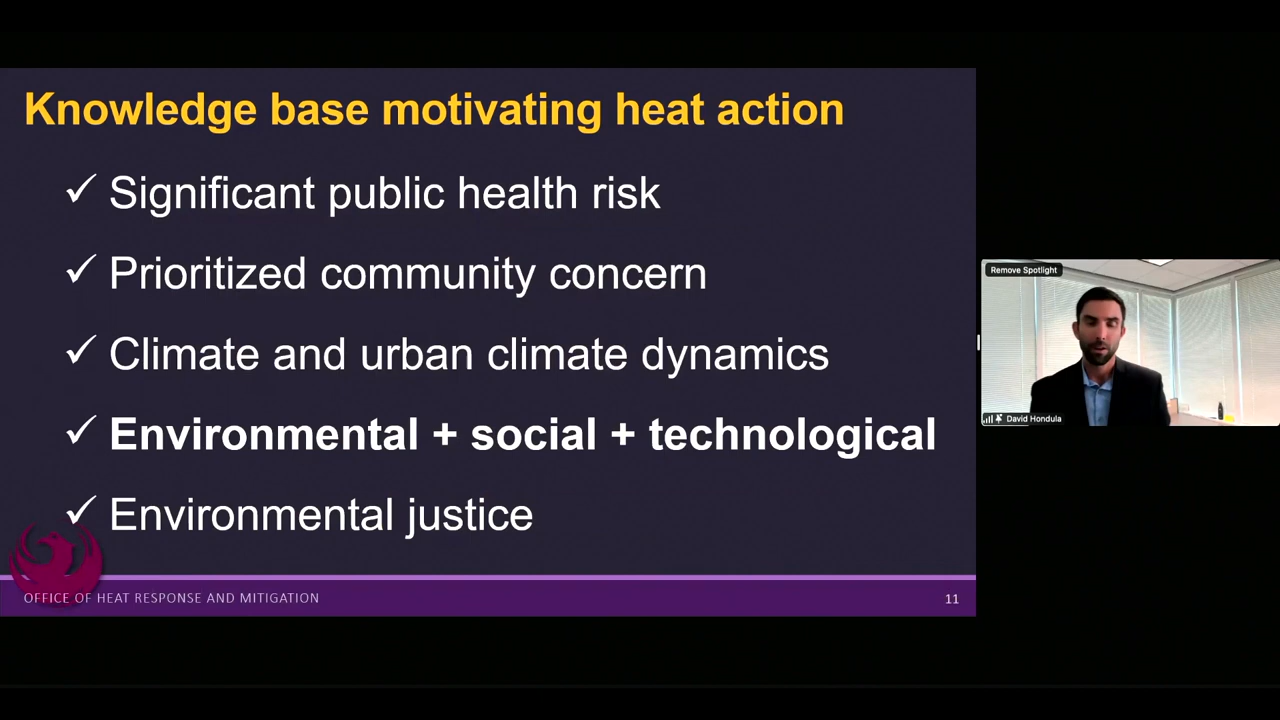 Knowledge base motivating heat action
✓ Significant public health risk
✓ Prioritized community concern
✓ Climate and urban climate dynamics
✓ Environmental + social + technological
✓ Environmental justice
OFFICE OF HEAT RESPONSE AND MITIGATION
11
Remove Spotlight
David Hondula